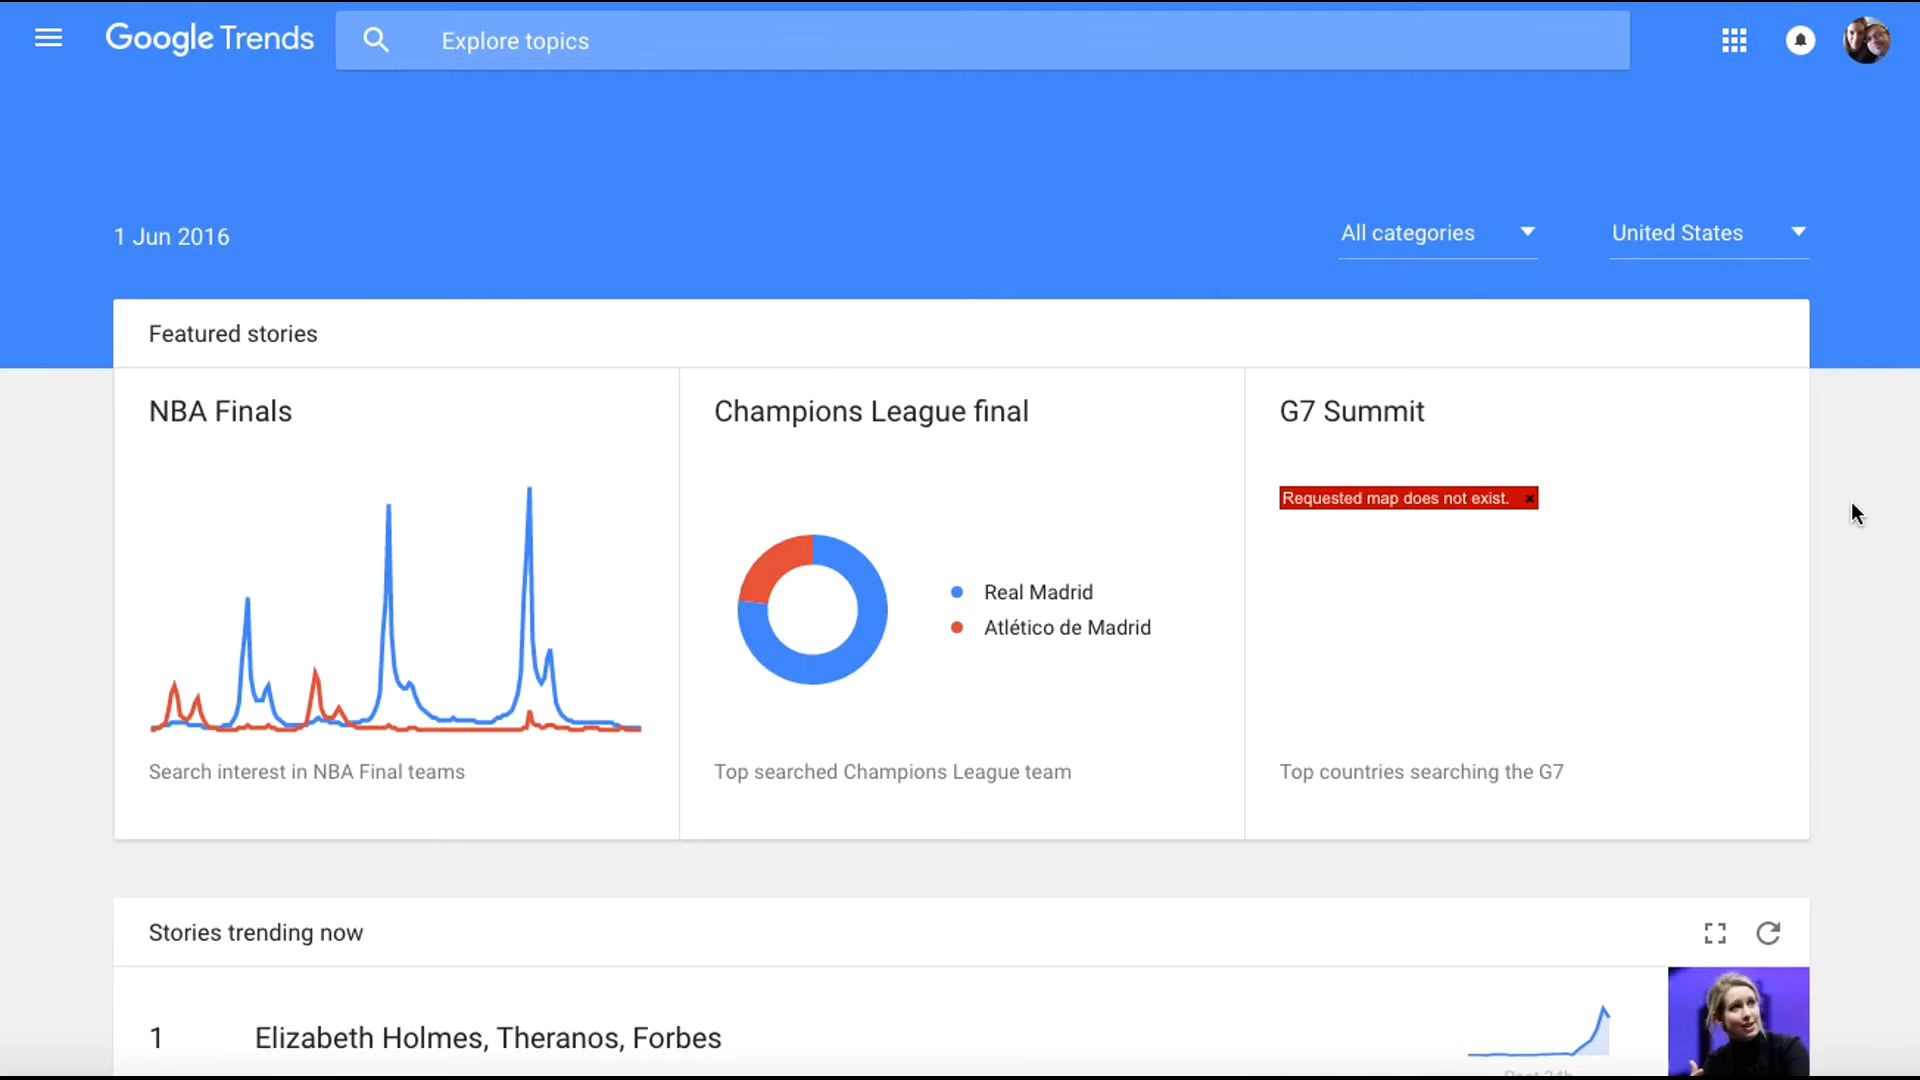 Google Trends
Explore topics
1 Jun 2016
All categories
United States
Featured stories
NBA Finals
Champions League final
G7 Summit
Requested map does not exist. ×
Real Madrid
Atlético de Madrid
Search interest in NBA Final teams
Top searched Champions League team
Top countries searching the G7
Stories trending now
1
Elizabeth Holmes, Theranos, Forbes